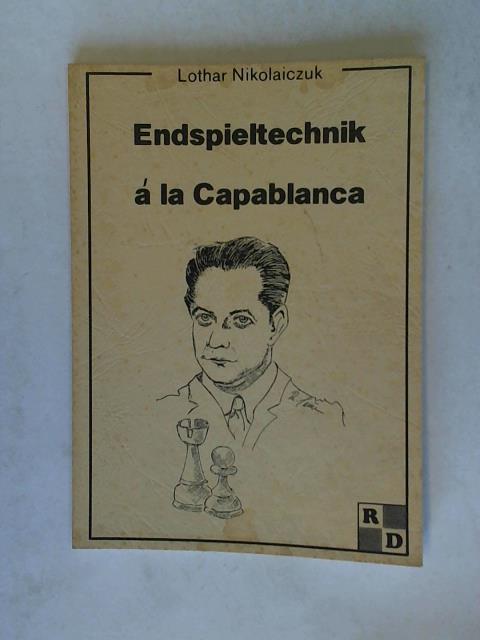 Lothar Nikolaiczuk
Endspieltechnik
á la Capablanca
R
D